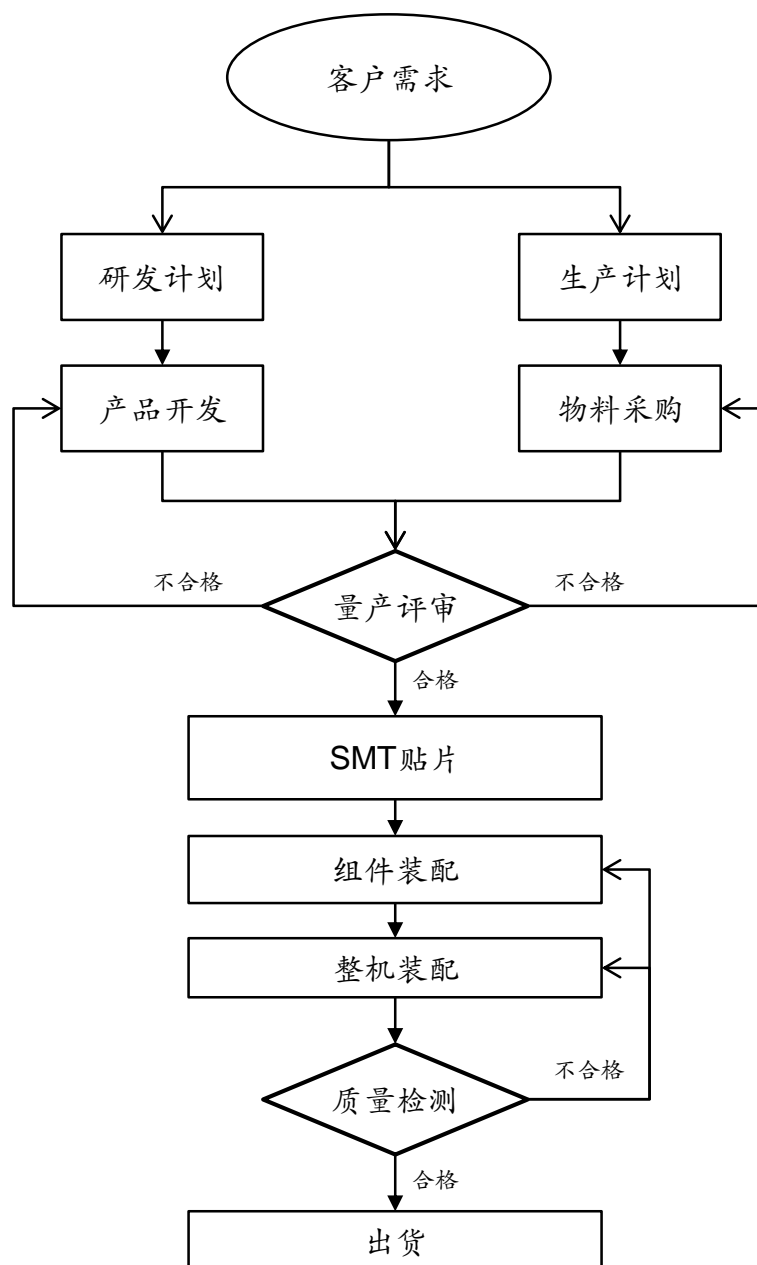 客户需求
研发计划
生产计划
产品开发
物料采购
不合格
量产评审
不合格
合格
SMT贴片
组件装配
整机装配
不合格
质量检测
合格
出货